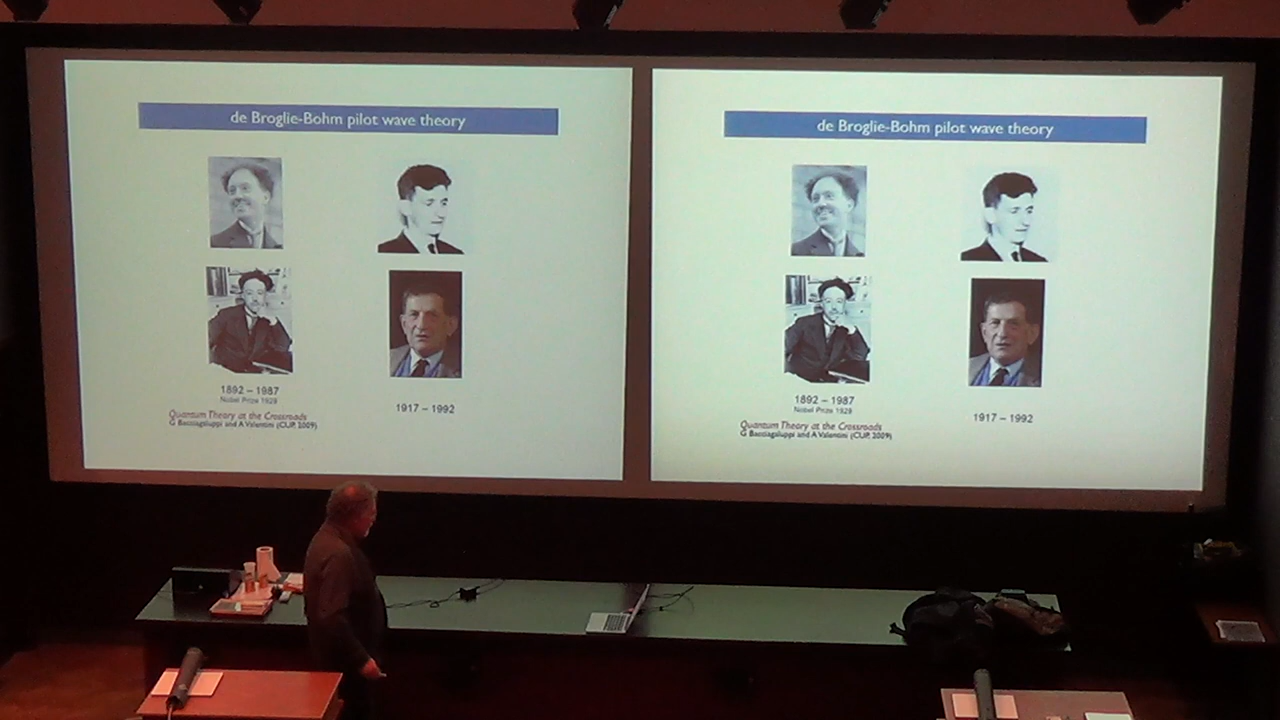 de Broglie-Bohm pilot wave theory
1892 – 1987
Nobel Prize 1929
Quantum Theory at the Crossroads
G Bacciagaluppi and A Valentini (CUP, 2009)
1917 – 1992
de Broglie-Bohm pilot wave theory
1892 – 1987
Nobel Prize 1929
Quantum Theory at the Crossroads
G Bacciagaluppi and A Valentini (CUP, 2009)
1917 – 1992